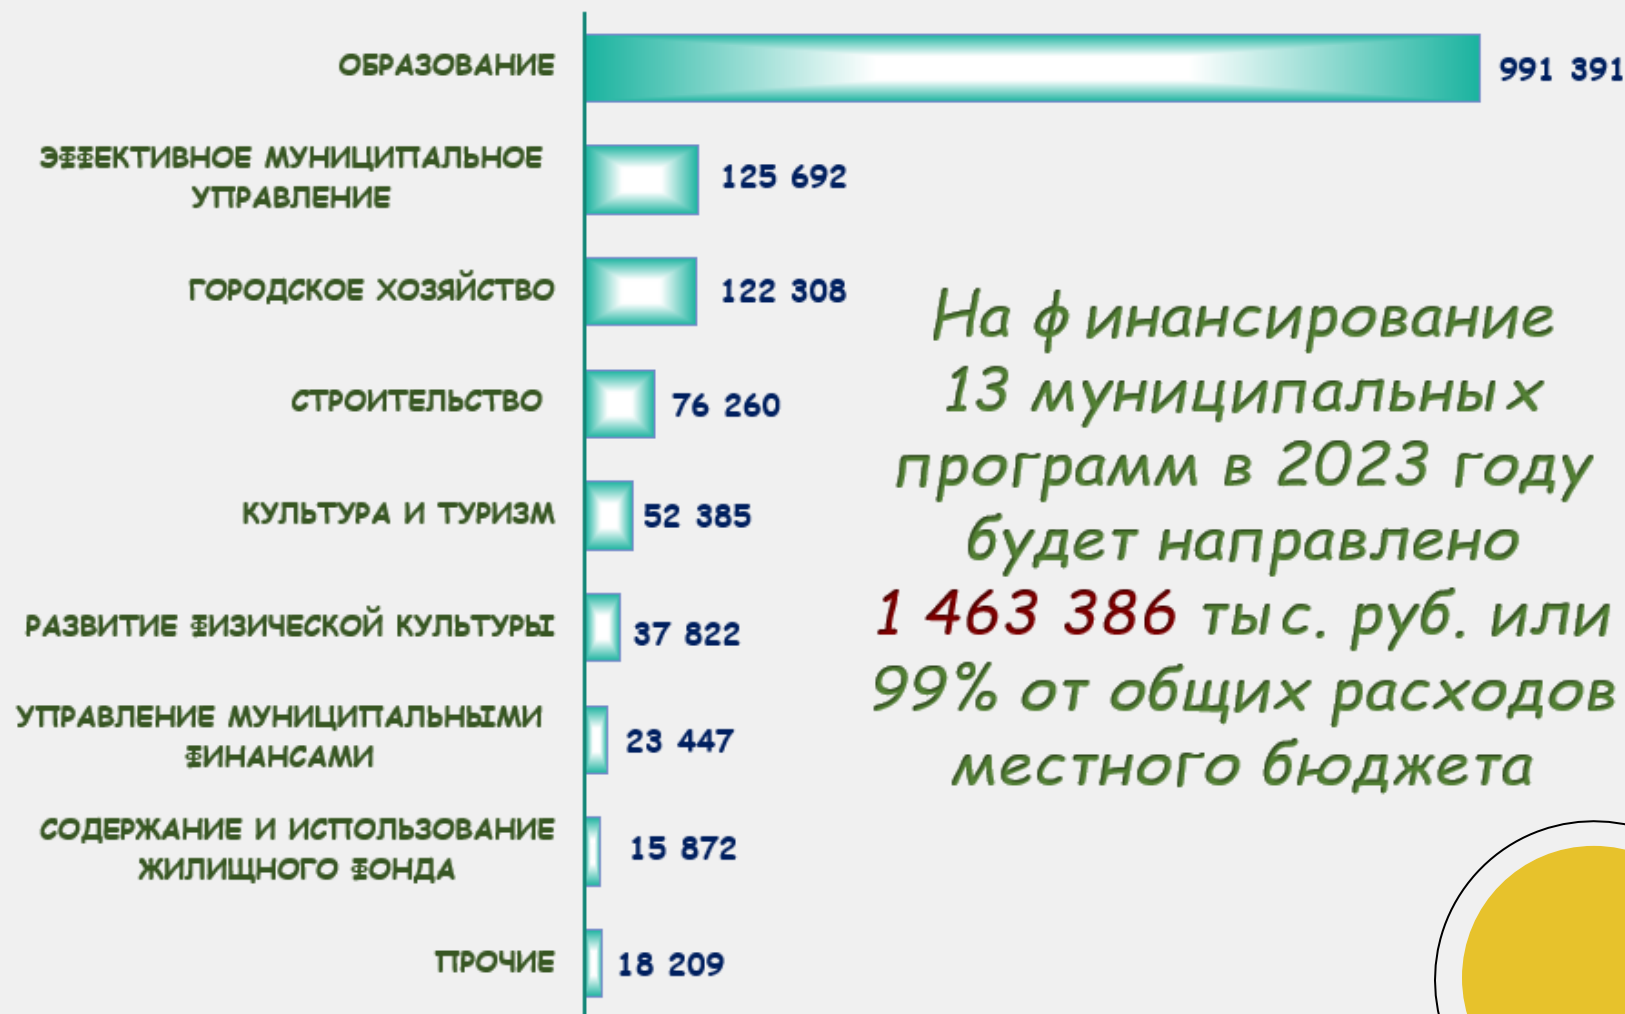 ОБРАЗОВАНИЕ
991 391
ЭФФЕКТИВНОЕ МУНИЦИПАЛЬНОЕ
УПРАВЛЕНИЕ
125 692
ГОРОДСКОЕ ХОЗЯЙСТВО
122 308
СТРОИТЕЛЬСТВО
76 260
КУЛЬТУРА И ТУРИЗМ
52 385
РАЗВИТИЕ ФИЗИЧЕСКОЙ КУЛЬТУРЫ
37 822
УПРАВЛЕНИЕ МУНИЦИПАЛЬНЫМИ
ФИНАНСАМИ
23 447
СОДЕРЖАНИЕ И ИСПОЛЬЗОВАНИЕ
ЖИЛИЩНОГО ФОНДА
15 872
ПРОЧИЕ
18 209
На финансирование
13 муниципальных
программ в 2023 году
будет направлено
1 463 386 тыс. руб. или
99% от общих расходов
местного бюджета